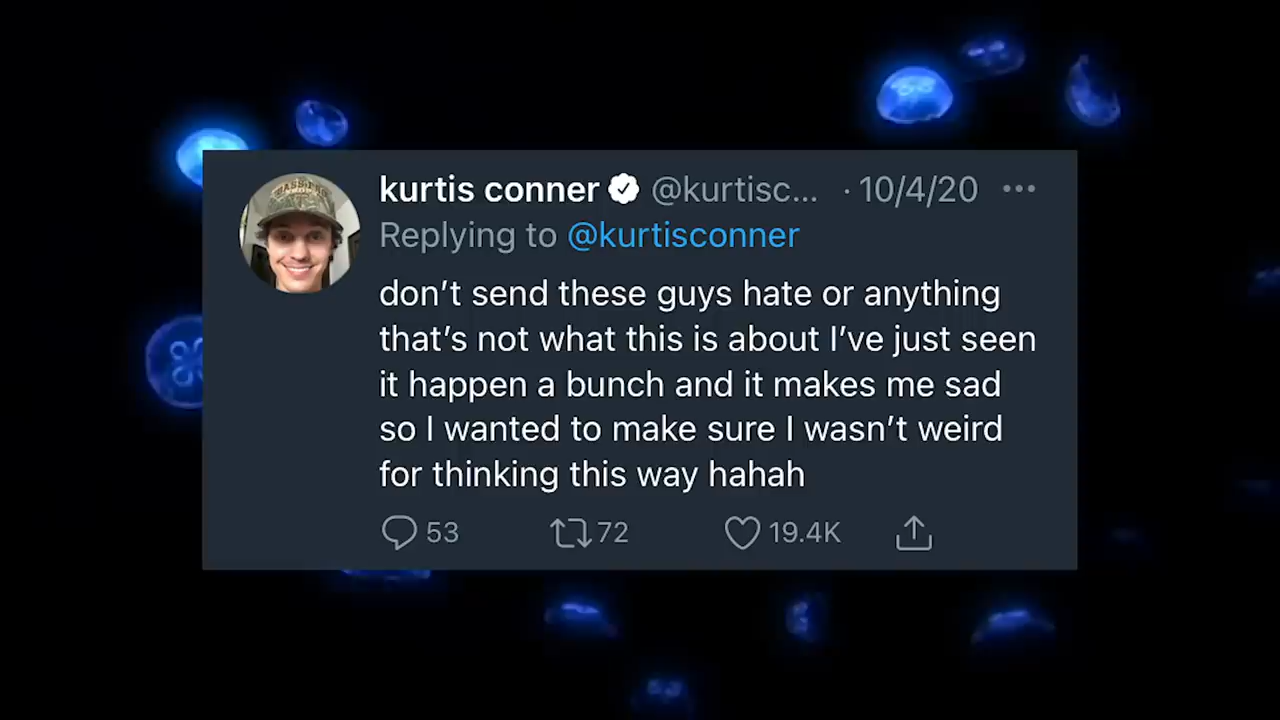 kurtis conner @kurtisc... · 10/4/20
Replying to @kurtisconner
don't send these guys hate or anything
that's not what this is about I've just seen
it happen a bunch and it makes me sad
so I wanted to make sure I wasn't weird
for thinking this way hahah
53 72 19.4K